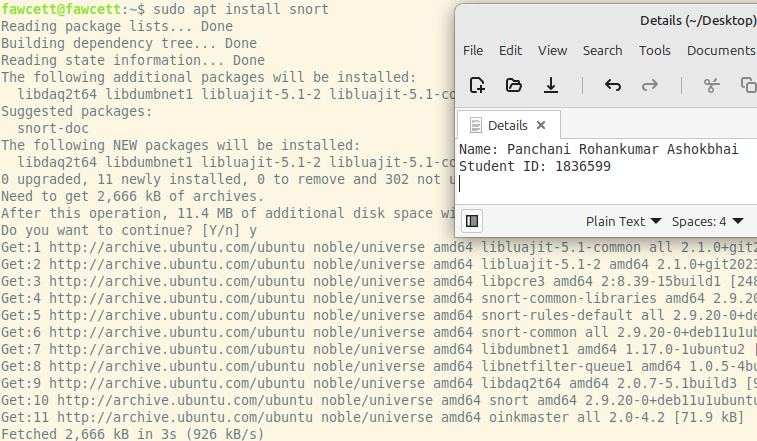 fawcett@fawcett:~$ sudo apt install snort
Reading package lists... Done
Building dependency tree... Done
Reading state information... Done
The following additional packages will be installed:
libdaq2t64 libdumbnet1 libluajit-5.1-2 libluajit-5.1-co
Suggested packages:
snort-doc
The following NEW packages will be installed:
libdaq2t64 libdumbnet1 libluajit-5.1-2 libluajit-5.1-co
0 upgraded, 11 newly installed, 0 to remove and 302 not u
Need to get 2,666 kB of archives.
After this operation, 11.4 MB of additional disk space wi
Do you want to continue? [Y/n] y
Get:1 http://archive.ubuntu.com/ubuntu noble/universe amd64 libluajit-5.1-common all 2.1.0+git2
Get:2 http://archive.ubuntu.com/ubuntu noble/universe amd64 libluajit-5.1-2 amd64 2.1.0+git2023
Get:3 http://archive.ubuntu.com/ubuntu noble/universe amd64 libpcre3 amd64 2:8.39-15build1 [248
Get:4 http://archive.ubuntu.com/ubuntu noble/universe amd64 snort-common-libraries amd64 2.9.20
Get:5 http://archive.ubuntu.com/ubuntu noble/universe amd64 snort-rules-default all 2.9.20-0+de
Get:6 http://archive.ubuntu.com/ubuntu noble/universe amd64 snort-common all 2.9.20-0+deb11u1ub
Get:7 http://archive.ubuntu.com/ubuntu noble/universe amd64 libdumbnet1 amd64 1.17.0-1ubuntu2 [
Get:8 http://archive.ubuntu.com/ubuntu noble/universe amd64 libnetfilter-queue1 amd64 1.0.5-4bu
Get:9 http://archive.ubuntu.com/ubuntu noble/universe amd64 libdaq2t64 amd64 2.0.7-5.1build3 [9
Get:10 http://archive.ubuntu.com/ubuntu noble/universe amd64 snort amd64 2.9.20-0+deb11u1ubuntu
Get:11 http://archive.ubuntu.com/ubuntu noble/universe amd64 oinkmaster all 2.0-4.2 [71.9 kB]
Fetched 2,666 kB in 3s (926 kB/s)
Details (~/Desktop)
File Edit View Search Tools Documents
Details
Name: Panchani Rohankumar Ashokbhai
Student ID: 1836599
Plain Text Spaces: 4